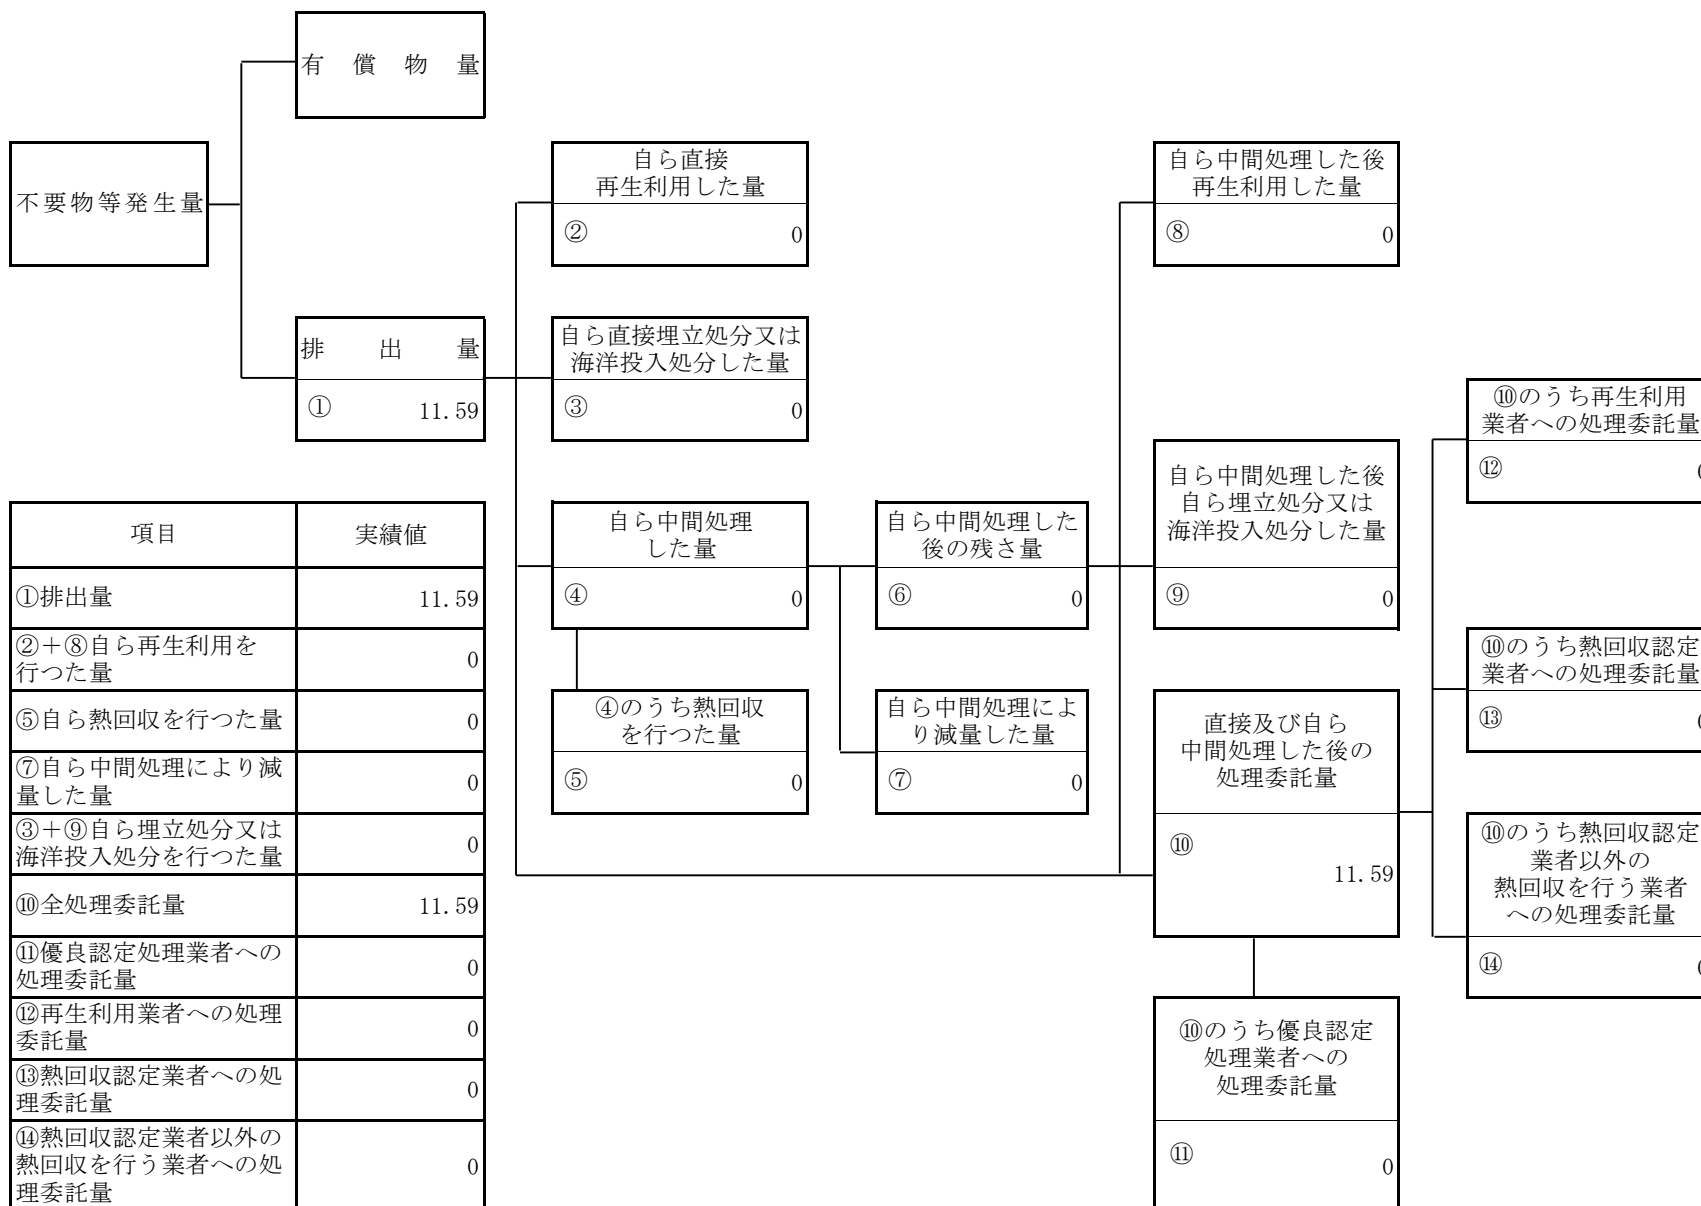 有償物量
不要物等発生量
排出量
① 11.59
自ら直接
再生利用した量
② 0
自ら直接埋立処分又は
海洋投入処分した量
③ 0
自ら中間処理
した量
④ 0
④のうち熱回収
を行つた量
⑤ 0
自ら中間処理した
後の残さ量
⑥ 0
自ら中間処理によ
り減量した量
⑦ 0
自ら中間処理した後
再生利用した量
⑧ 0
自ら中間処理した後
自ら埋立処分又は
海洋投入処分した量
⑨ 0
直接及び自ら
中間処理した後の
処理委託量
⑩
11.59
⑩のうち優良認定
処理業者への
処理委託量
⑪ 0
⑩のうち再生利用
業者への処理委託量
⑫ 0
⑩のうち熱回収認定
業者への処理委託量
⑬ 0
⑩のうち熱回収認定
業者以外の
熱回収を行う業者
への処理委託量
⑭ 0
項目 実績値
①排出量 11.59
②＋⑧自ら再生利用を
行つた量 0
⑤自ら熱回収を行つた量 0
⑦自ら中間処理により減
量した量 0
③＋⑨自ら埋立処分又は
海洋投入処分を行つた量 0
⑩全処理委託量 11.59
⑪優良認定処理業者への
処理委託量 0
⑫再生利用業者への処理
委託量 0
⑬熱回収認定業者への処
理委託量 0
⑭熱回収認定業者以外の
熱回収を行う業者への処
理委託量 0